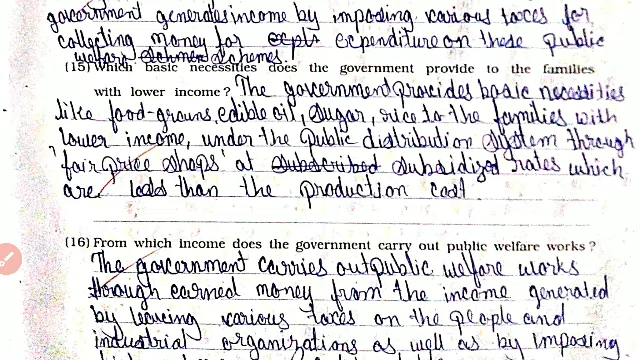 government generates income by imposing various taxes for
collecting money for expenditure on these public
welfare schemes.
(15) Which basic necessities does the government provide to the families
with lower income? The government provides basic necessities
like food-grains, edible oil, sugar, rice to the families with
lower income, under the public distribution system through
'fair price shops' at subscribed subsidized rates which
are less than the production cost.
(16) From which income does the government carry out public welfare works ?
The government carries out public welfare works
through earned money from the income generated
by levying various taxes on the people and
industrial organizations as well as by imposing